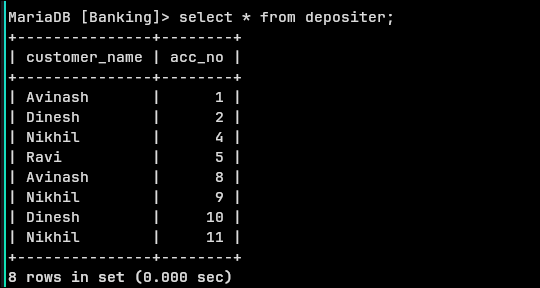 MariaDB [Banking]> select * from depositer;
+---------------+--------+
| customer_name | acc_no |
+---------------+--------+
| Avinash       |      1 |
| Dinesh        |      2 |
| Nikhil        |      4 |
| Ravi          |      5 |
| Avinash       |      8 |
| Nikhil        |      9 |
| Dinesh        |     10 |
| Nikhil        |     11 |
+---------------+--------+
8 rows in set (0.000 sec)